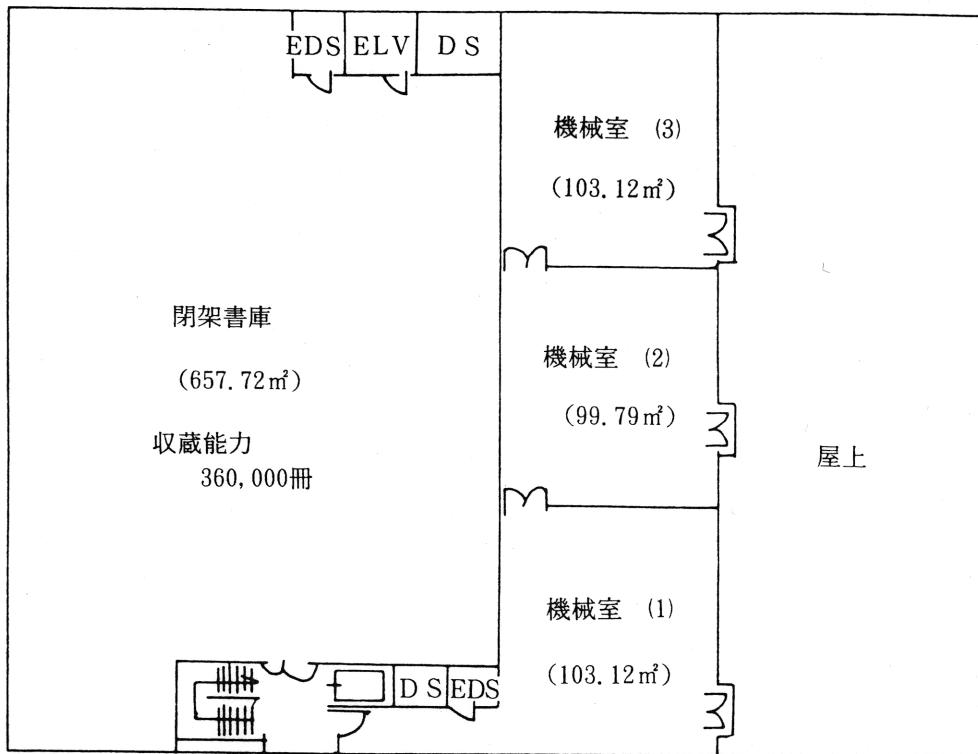 EDS ELV DS
機械室 (3)
(103.12㎡)
閉架書庫
(657.72㎡)
収蔵能力
360,000冊
機械室 (2)
(99.79㎡)
屋上
機械室 (1)
(103.12㎡)
DS EDS